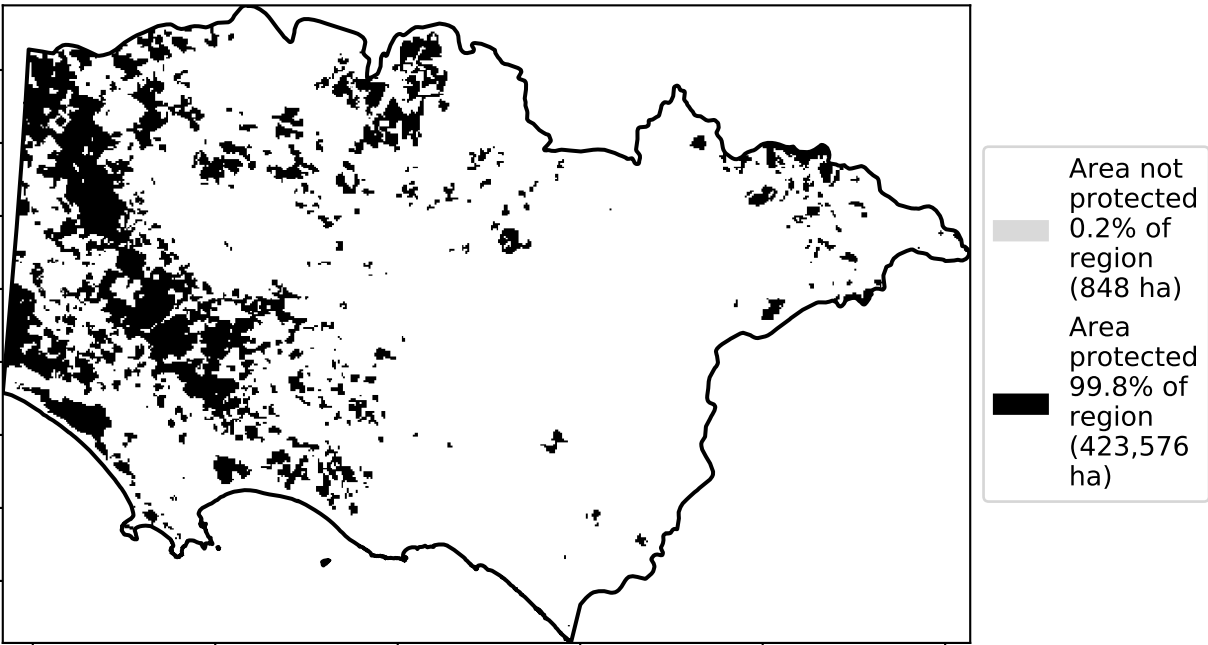 Area not
protected
0.2% of
region
(848 ha)
Area
protected
99.8% of
region
(423,576
ha)